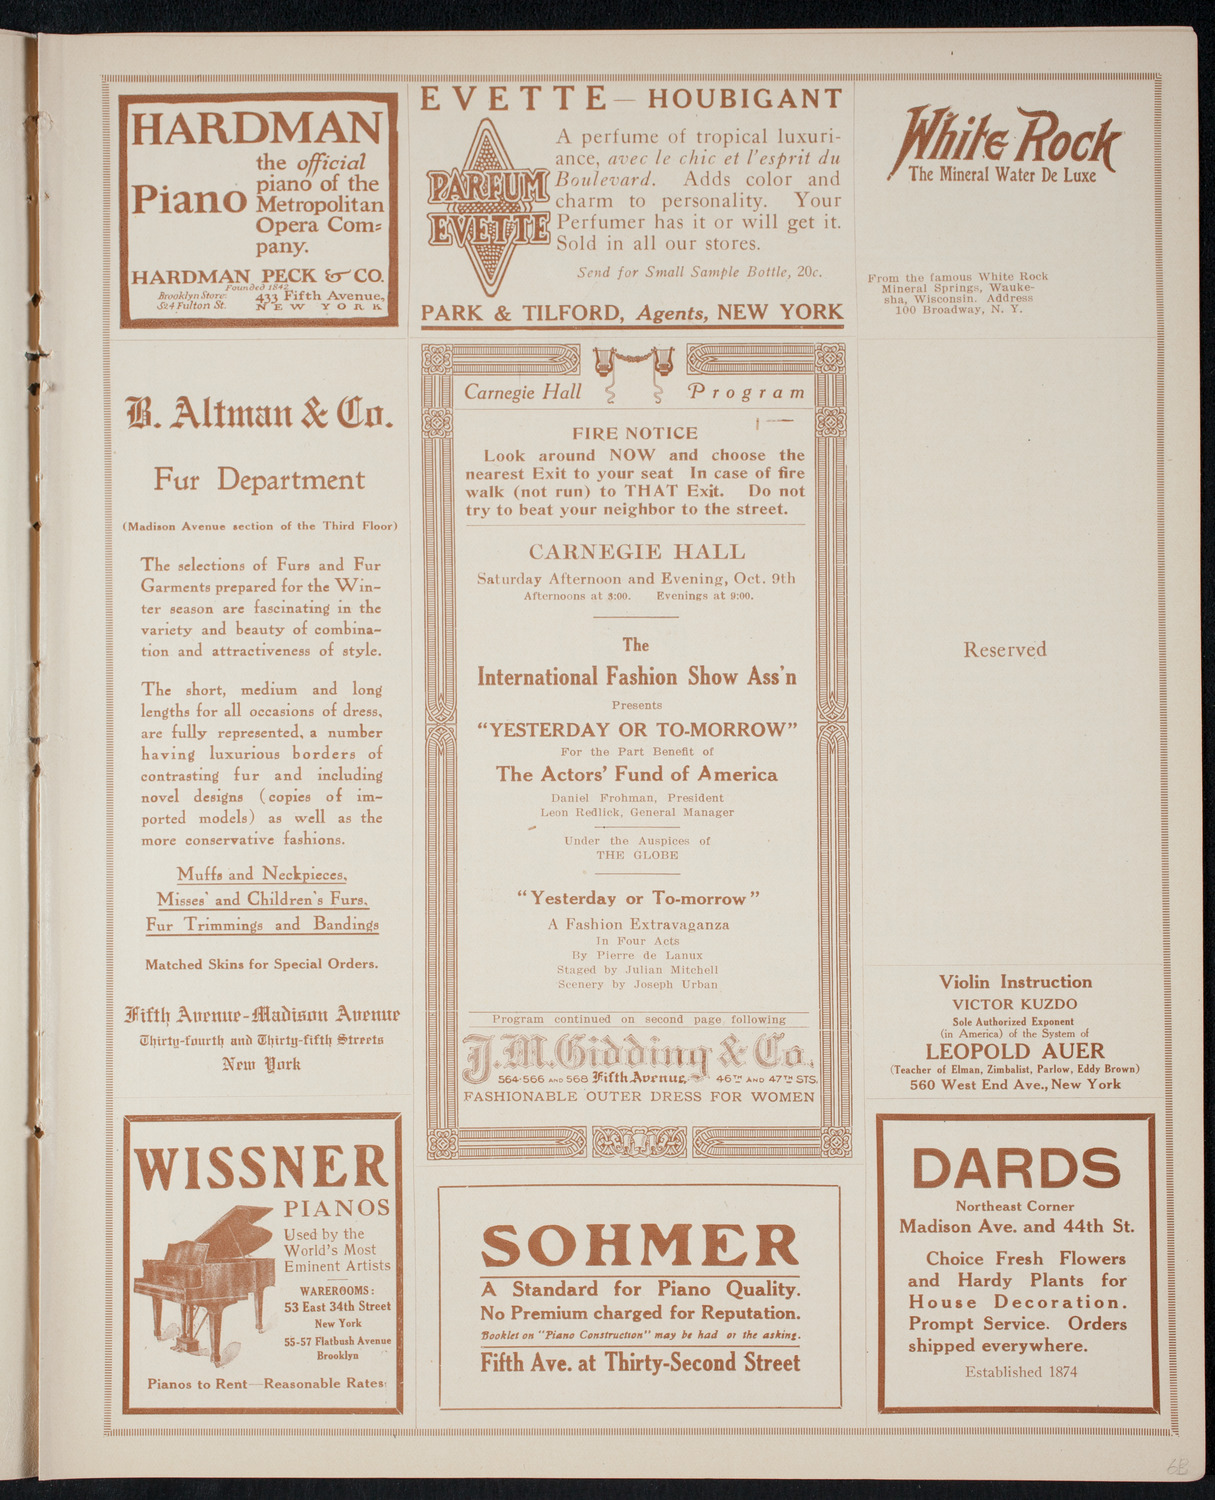 HARDMAN
Piano
the official
piano of the
Metropolitan
Opera Com=
pany.
HARDMAN PECK & CO.
Founded 1842
Brooklyn Store:
524 Fulton St.
433 Fifth Avenue,
NEW YORK
B. Altman & Co.
Fur Department
(Madison Avenue section of the Third Floor)
The selections of Furs and Fur
Garments prepared for the Win-
ter season are fascinating in the
variety and beauty of combina-
tion and attractiveness of style.
The short, medium and long
lengths for all occasions of dress,
are fully represented, a number
having luxurious borders of
contrasting fur and including
novel designs (copies of im-
ported models) as well as the
more conservative fashions.
Muffs and Neckpieces,
Misses' and Children's Furs,
Fur Trimmings and Bandings
Matched Skins for Special Orders.
Fifth Avenue-Madison Avenue
Thirty-fourth and Thirty-fifth Streets
New York
WISSNER
PIANOS
Used by the
World's Most
Eminent Artists
WAREROOMS:
53 East 34th Street
New York
55-57 Flatbush Avenue
Brooklyn
Pianos to Rent—Reasonable Rates
EVETTE—HOUBIGANT
PARFUM
EVETTE
A perfume of tropical luxuri-
ance, avec le chic et l'esprit du
Boulevard. Adds color and
charm to personality. Your
Perfumer has it or will get it.
Sold in all our stores.
Send for Small Sample Bottle, 20c.
PARK & TILFORD, Agents, NEW YORK
Carnegie Hall Program
FIRE NOTICE
Look around NOW and choose the
nearest Exit to your seat In case of fire
walk (not run) to THAT Exit. Do not
try to beat your neighbor to the street.
CARNEGIE HALL
Saturday Afternoon and Evening, Oct. 9th
Afternoons at 3:00. Evenings at 9:00.
The
International Fashion Show Ass'n
Presents
"YESTERDAY OR TO-MORROW"
For the Part Benefit of
The Actors' Fund of America
Daniel Frohman, President
Leon Redlick, General Manager
Under the Auspices of
THE GLOBE
"Yesterday or To-morrow"
A Fashion Extravaganza
In Four Acts
By Pierre de Lanux
Staged by Julian Mitchell
Scenery by Joseph Urban
Program continued on second page following
J.M. Gidding & Co.
564-566 AND 568 Fifth Avenue, 46TH AND 47TH STS.
FASHIONABLE OUTER DRESS FOR WOMEN
SOHMER
A Standard for Piano Quality.
No Premium charged for Reputation.
Booklet on "Piano Construction" may be had or the asking.
Fifth Ave. at Thirty-Second Street
White Rock
The Mineral Water De Luxe
From the famous White Rock
Mineral Springs, Wauke-
sha, Wisconsin. Address
100 Broadway, N. Y.
Reserved
Violin Instruction
VICTOR KUZDO
Sole Authorized Exponent
(in America) of the System of
LEOPOLD AUER
(Teacher of Elman, Zimbalist, Parlow, Eddy Brown)
560 West End Ave., New York
DARDS
Northeast Corner
Madison Ave. and 44th St.
Choice Fresh Flowers
and Hardy Plants for
House Decoration.
Prompt Service. Orders
shipped everywhere.
Established 1874
6B